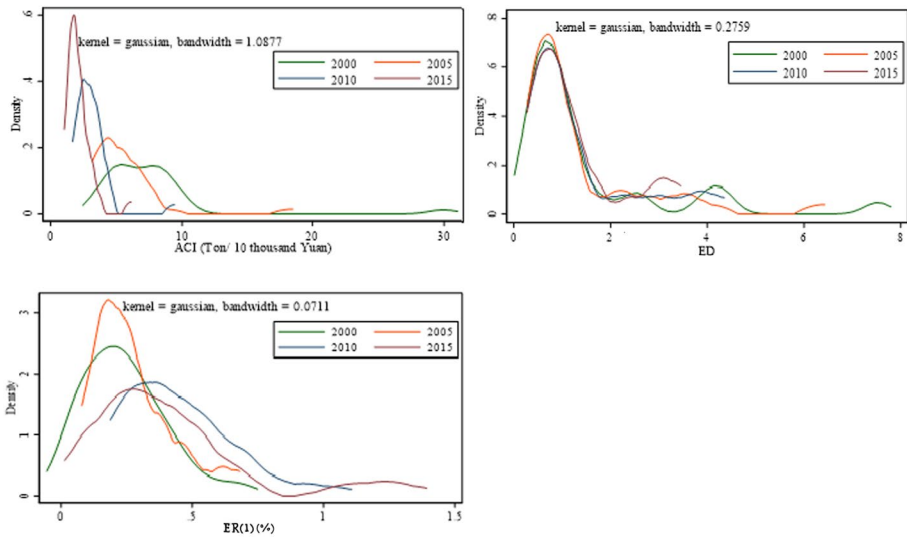 .6
.4
.2
0
Density
kernel = gaussian, bandwidth = 1.0877
2000 2005
2010 2015
0 10 20 30
ACI (Ton/ 10 thousand Yuan)
.8
.6
.4
.2
0
Density
kernel = gaussian, bandwidth = 0.2759
2000 2005
2010 2015
0 2 4 6 8
ED
3
2
1
0
Density
kernel = gaussian, bandwidth = 0.0711
2000 2005
2010 2015
0 .5 1 1.5
ER(1) (%)